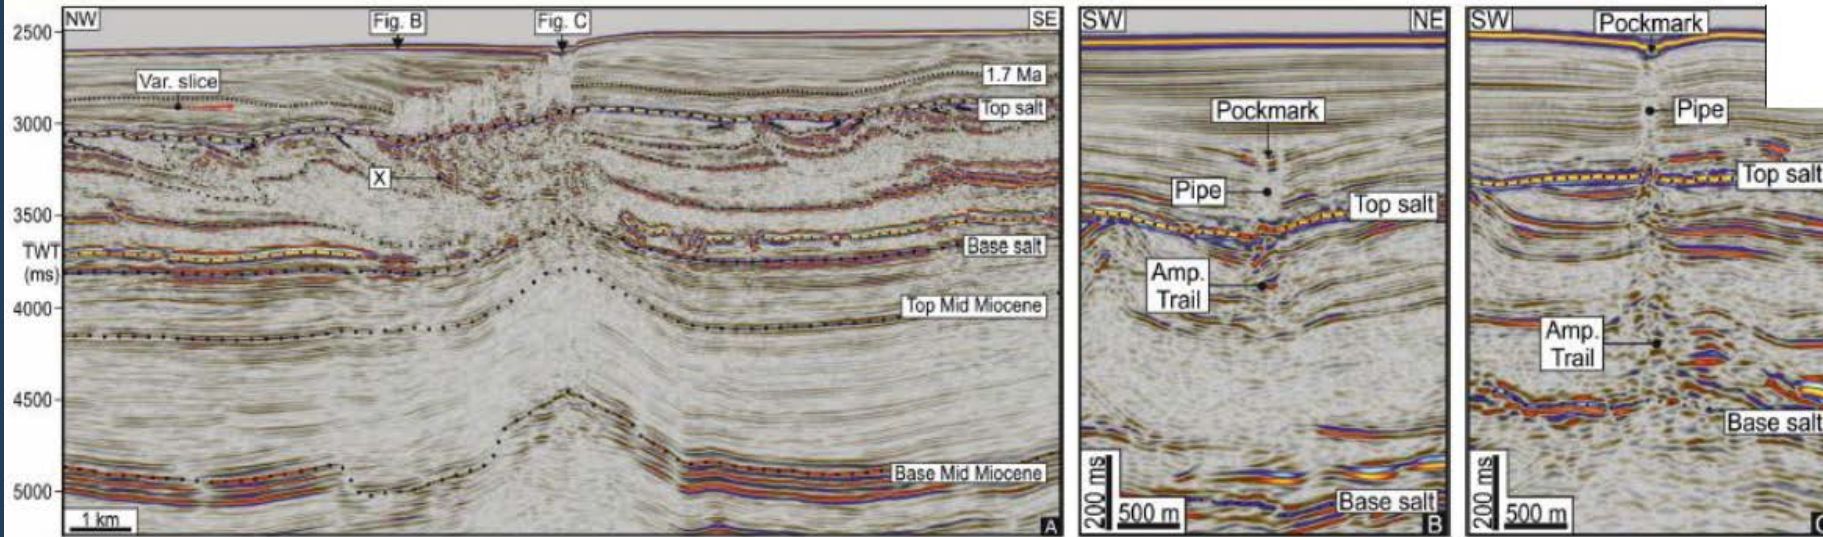 NW
Fig. B
Fig. C
SE
2500
Var. slice
1.7 Ma
Top salt
3000
X
3500
TWT
(ms)
Base salt
4000
Top Mid Miocene
4500
Base Mid Miocene
5000
1 km
A
SW
NE
Pockmark
Pipe
Top salt
Amp.
Trail
Base salt
200 ms
500 m
B
SW
Pockmark
Pipe
Top salt
Amp.
Trail
Base salt
200 ms
500 m
C